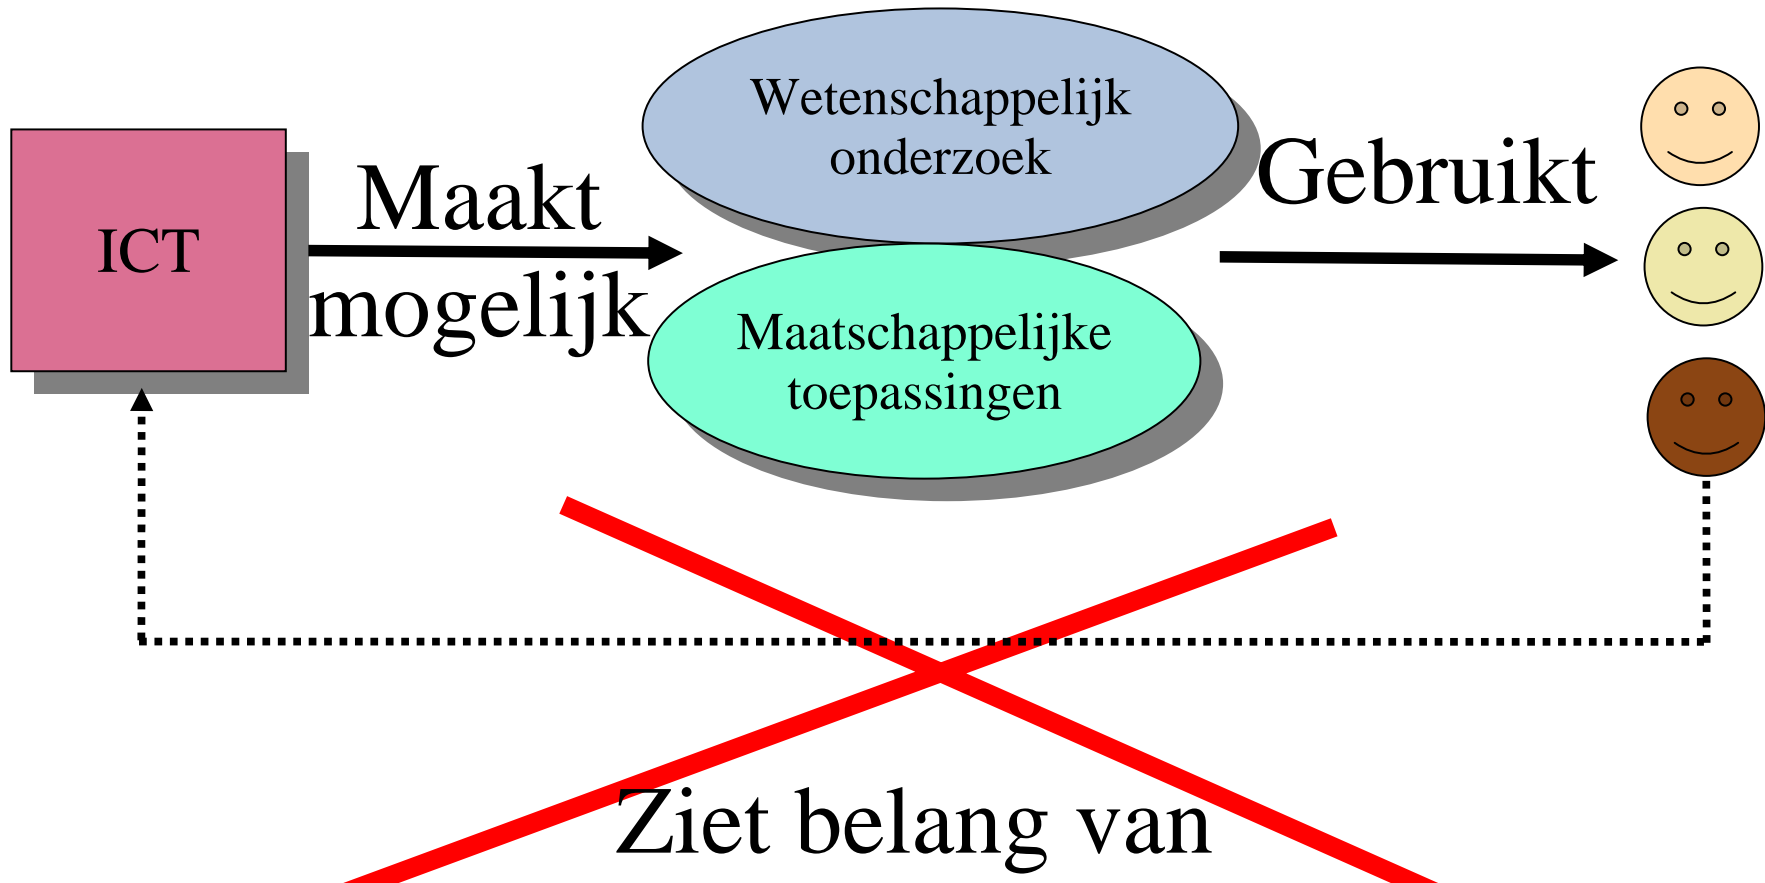 Wetenschappelijk
onderzoek
Gebruikt
Maakt
mogelijk
ICT
Maatschappelijke
toepassingen
Ziet belang van